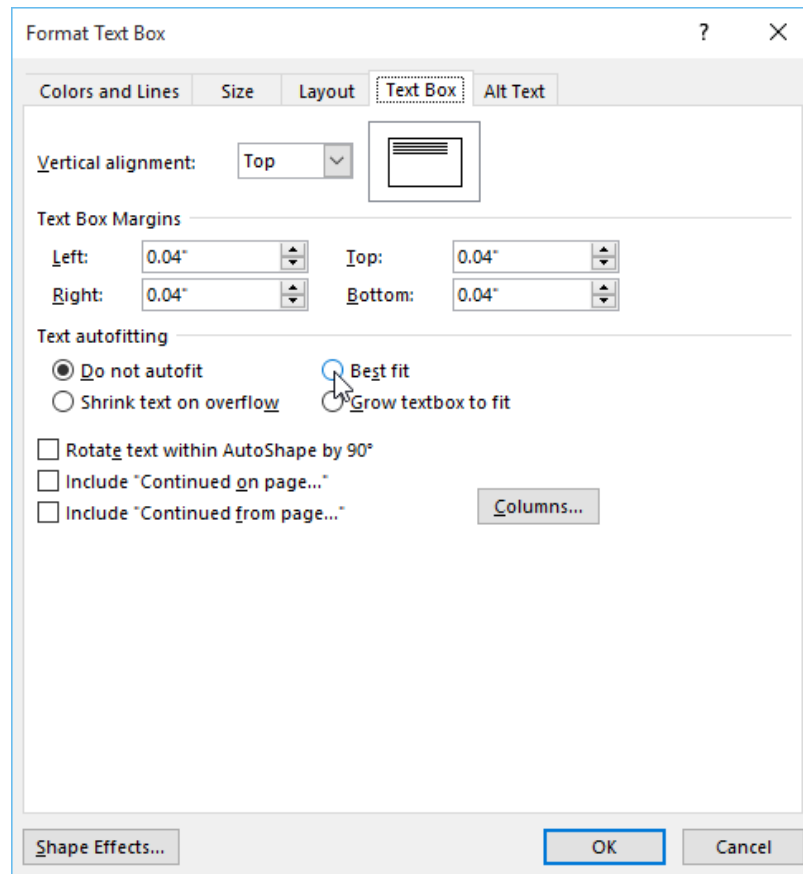 Format Text Box ?
Colors and Lines Size Layout Text Box Alt Text
Vertical alignment: Top
Text Box Margins
Left: 0.04" Top: 0.04"
Right: 0.04" Bottom: 0.04"
Text autofitting
Do not autofit Best fit
Shrink text on overflow Grow textbox to fit
Rotate text within AutoShape by 90°
Include "Continued on page..."
Include "Continued from page..." Columns...
Shape Effects... OK Cancel